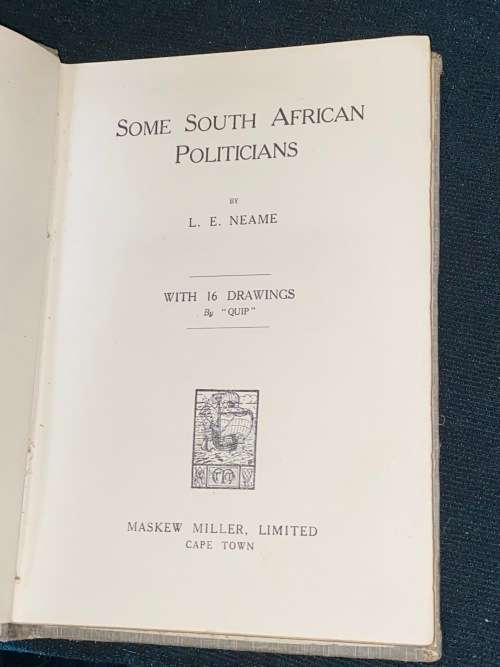 SOME SOUTH AFRICAN
POLITICIANS
BY
L. E. NEAME
WITH 16 DRAWINGS
By "QUIP"
MASKEW MILLER, LIMITED
CAPE TOWN